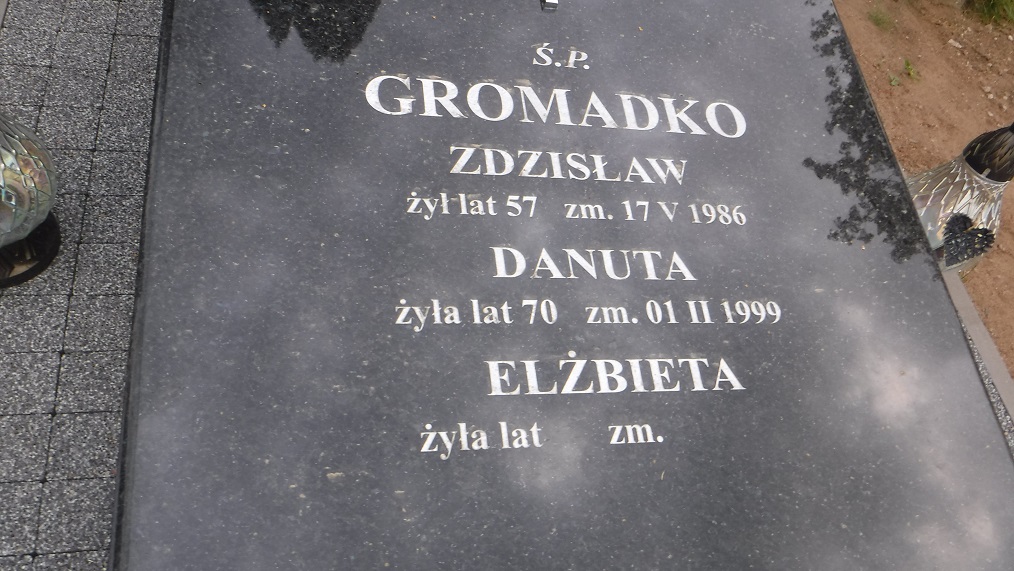 Ś.P.
GROMADKO
ZDZISŁAW
żył lat 57 zm. 17 V 1986
DANUTA
żyła lat 70 zm. 01 II 1999
ELŻBIETA
żyła lat zm.